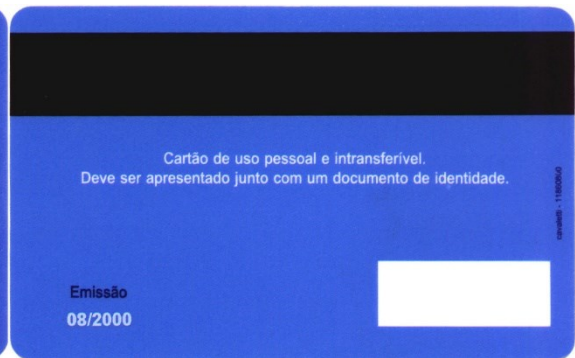 Cartão de uso pessoal e intransferível.
Deve ser apresentado junto com um documento de identidade.
Emissão
08/2000